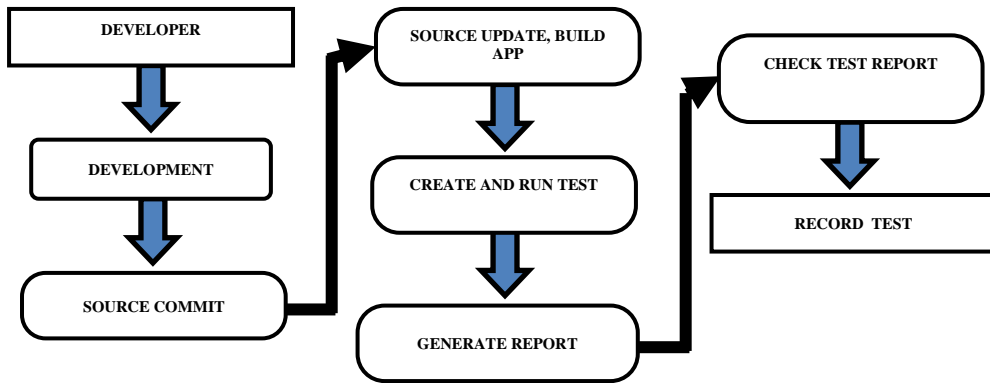 DEVELOPER
DEVELOPMENT
SOURCE COMMIT
SOURCE UPDATE, BUILD
APP
CREATE AND RUN TEST
GENERATE REPORT
CHECK TEST REPORT
RECORD TEST